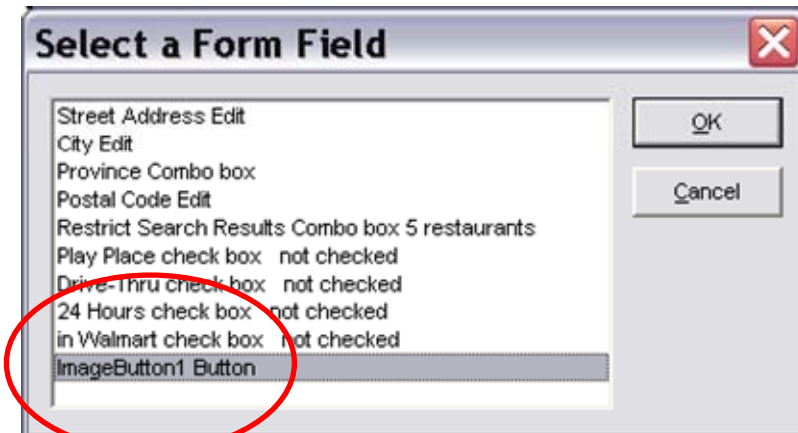 Select a Form Field
Street Address Edit
City Edit
Province Combo box
Postal Code Edit
Restrict Search Results Combo box 5 restaurants
Play Place check box   not checked
Drive-Thru check box   not checked
24 Hours check box   not checked
in Walmart check box   not checked
ImageButton1 Button
OK
Cancel